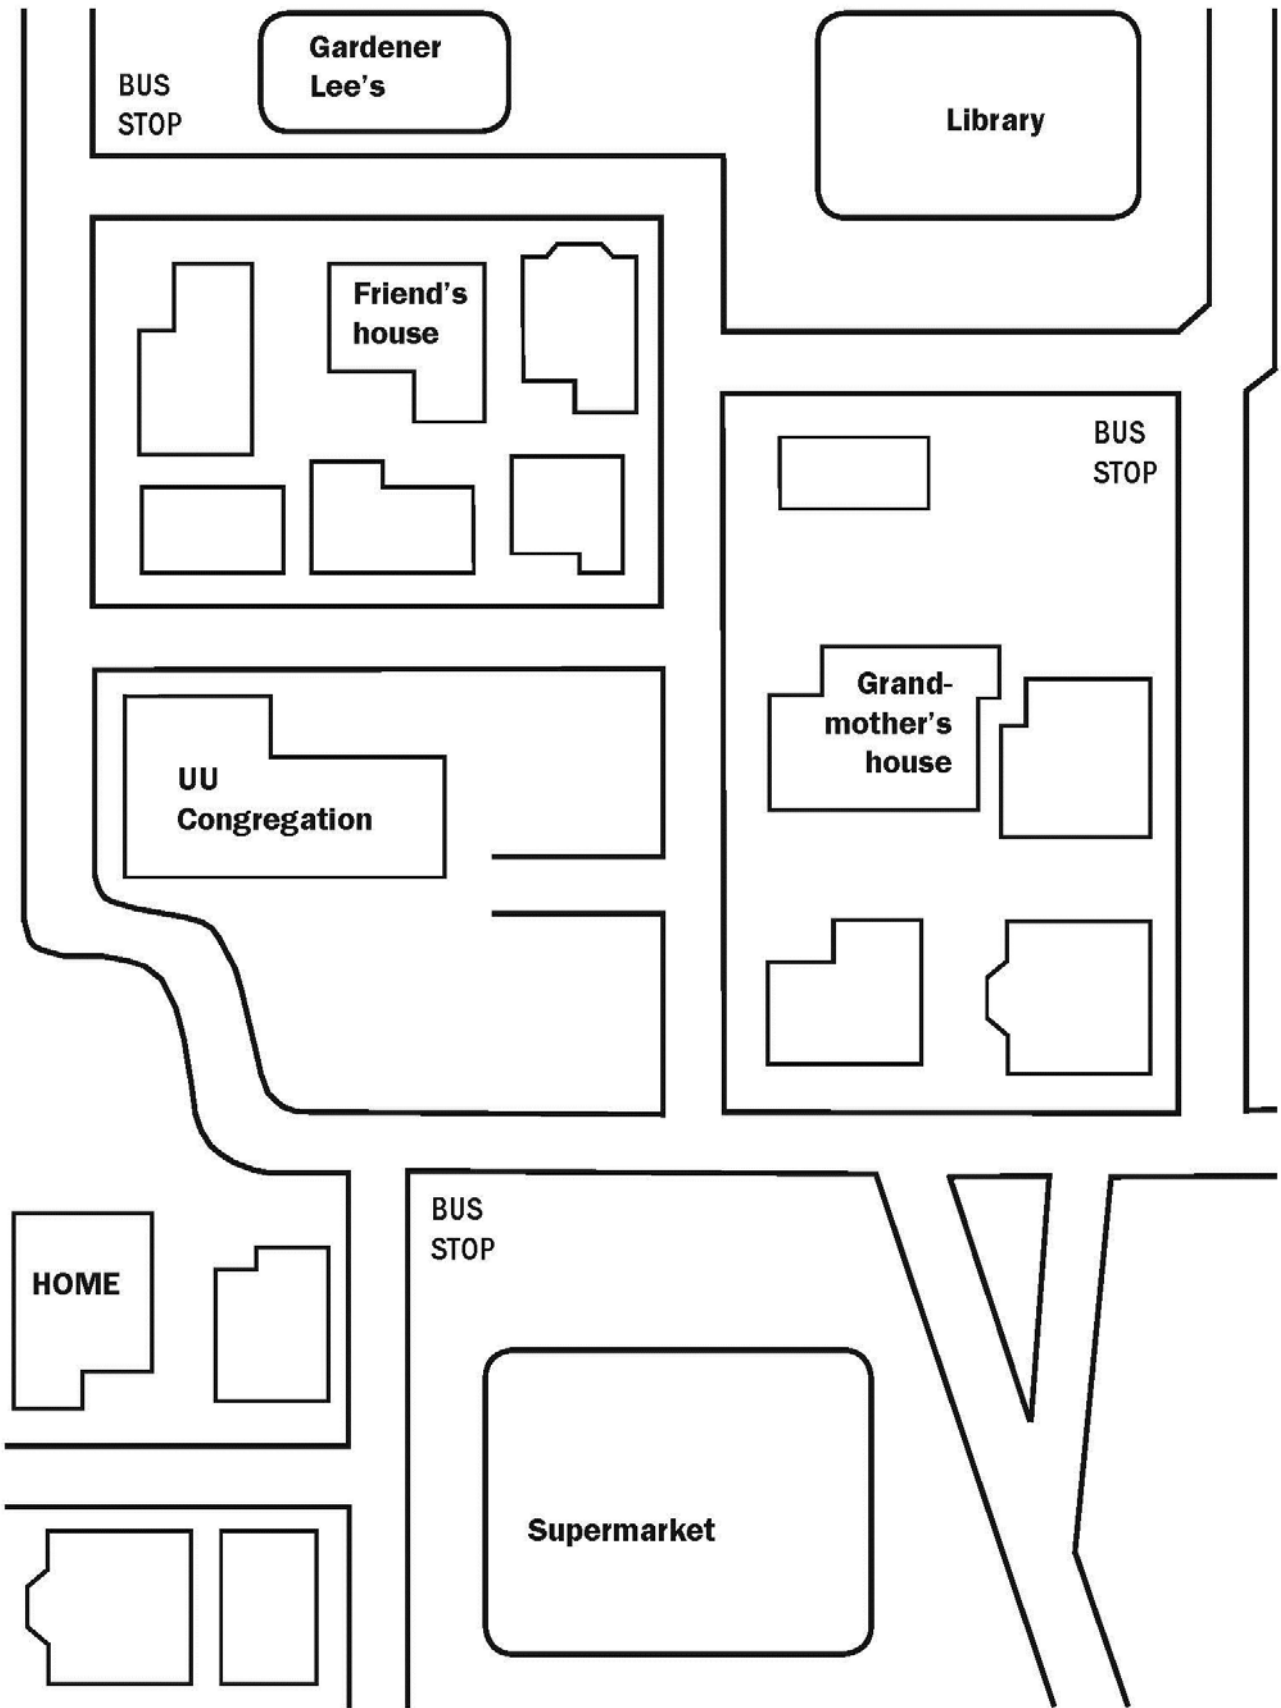 Gardener
Lee's
BUS
STOP
Library
Friend's
house
BUS
STOP
Grand-
mother's
house
UU
Congregation
BUS
STOP
HOME
Supermarket